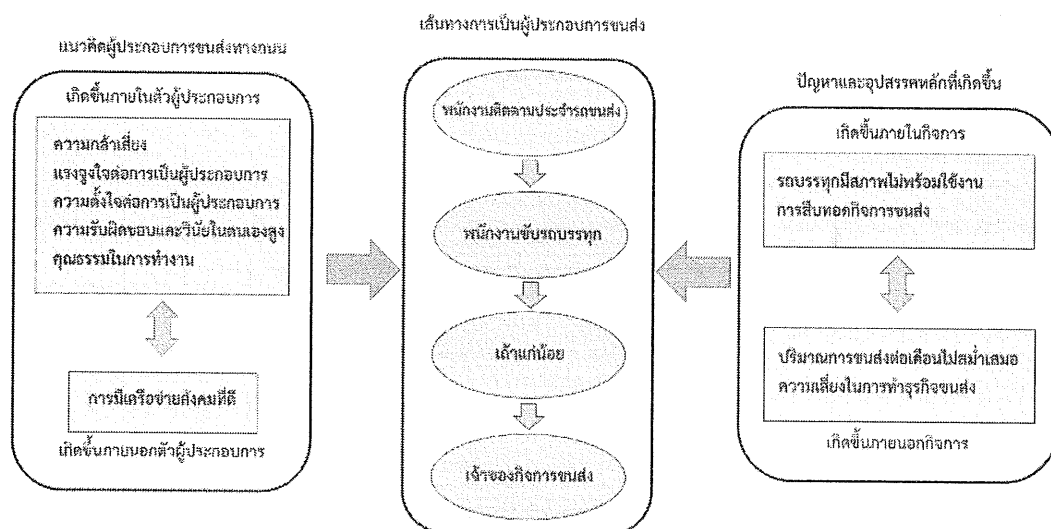 แนวคิดผู้ประกอบการขนส่งทางถนน
เกิดขึ้นภายในตัวผู้ประกอบการ
ความกล้าเสี่ยง
แรงจูงใจต่อการเป็นผู้ประกอบการ
ความตั้งใจต่อการเป็นผู้ประกอบการ
ความรับผิดชอบและวินัยในตนเองสูง
คุณธรรมในการทำงาน
การมีเครือข่ายสังคมที่ดี
เกิดขึ้นภายนอกตัวผู้ประกอบการ
เส้นทางการเป็นผู้ประกอบการขนส่ง
พนักงานติดตามประจำรถขนส่ง
พนักงานขับรถบรรทุก
เถ้าแก่น้อย
เจ้าของกิจการขนส่ง
ปัญหาและอุปสรรคหลักที่เกิดขึ้น
เกิดขึ้นภายในกิจการ
รถบรรทุกมีสภาพไม่พร้อมใช้งาน
การสืบทอดกิจการขนส่ง
ปริมาณการขนส่งต่อเดือนไม่สม่ำเสมอ
ความเสี่ยงในการทำธุรกิจขนส่ง
เกิดขึ้นภายนอกกิจการ